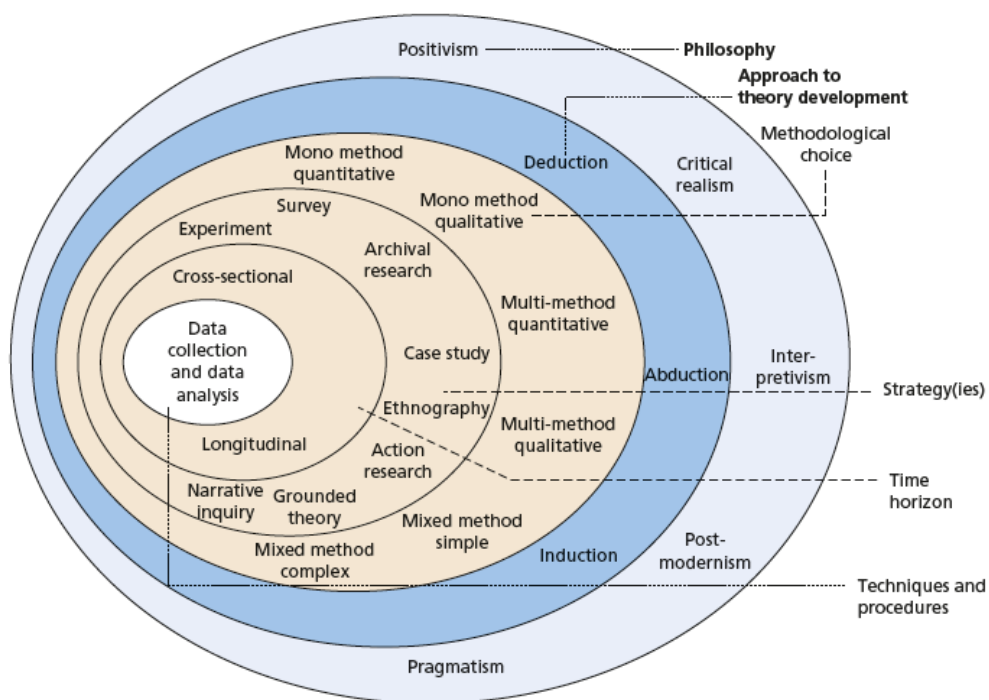 Positivism
Philosophy
Approach to
theory development
Methodological
choice
Deduction
Critical
realism
Mono method
quantitative
Mono method
qualitative
Survey
Experiment
Archival
research
Cross-sectional
Multi-method
quantitative
Data
collection
and data
analysis
Case study
Abduction
Inter-
pretivism
Strategy(ies)
Ethnography
Multi-method
qualitative
Longitudinal
Action
research
Time
horizon
Narrative
inquiry
Grounded
theory
Mixed method
simple
Mixed method
complex
Induction
Post-
modernism
Techniques and
procedures
Pragmatism